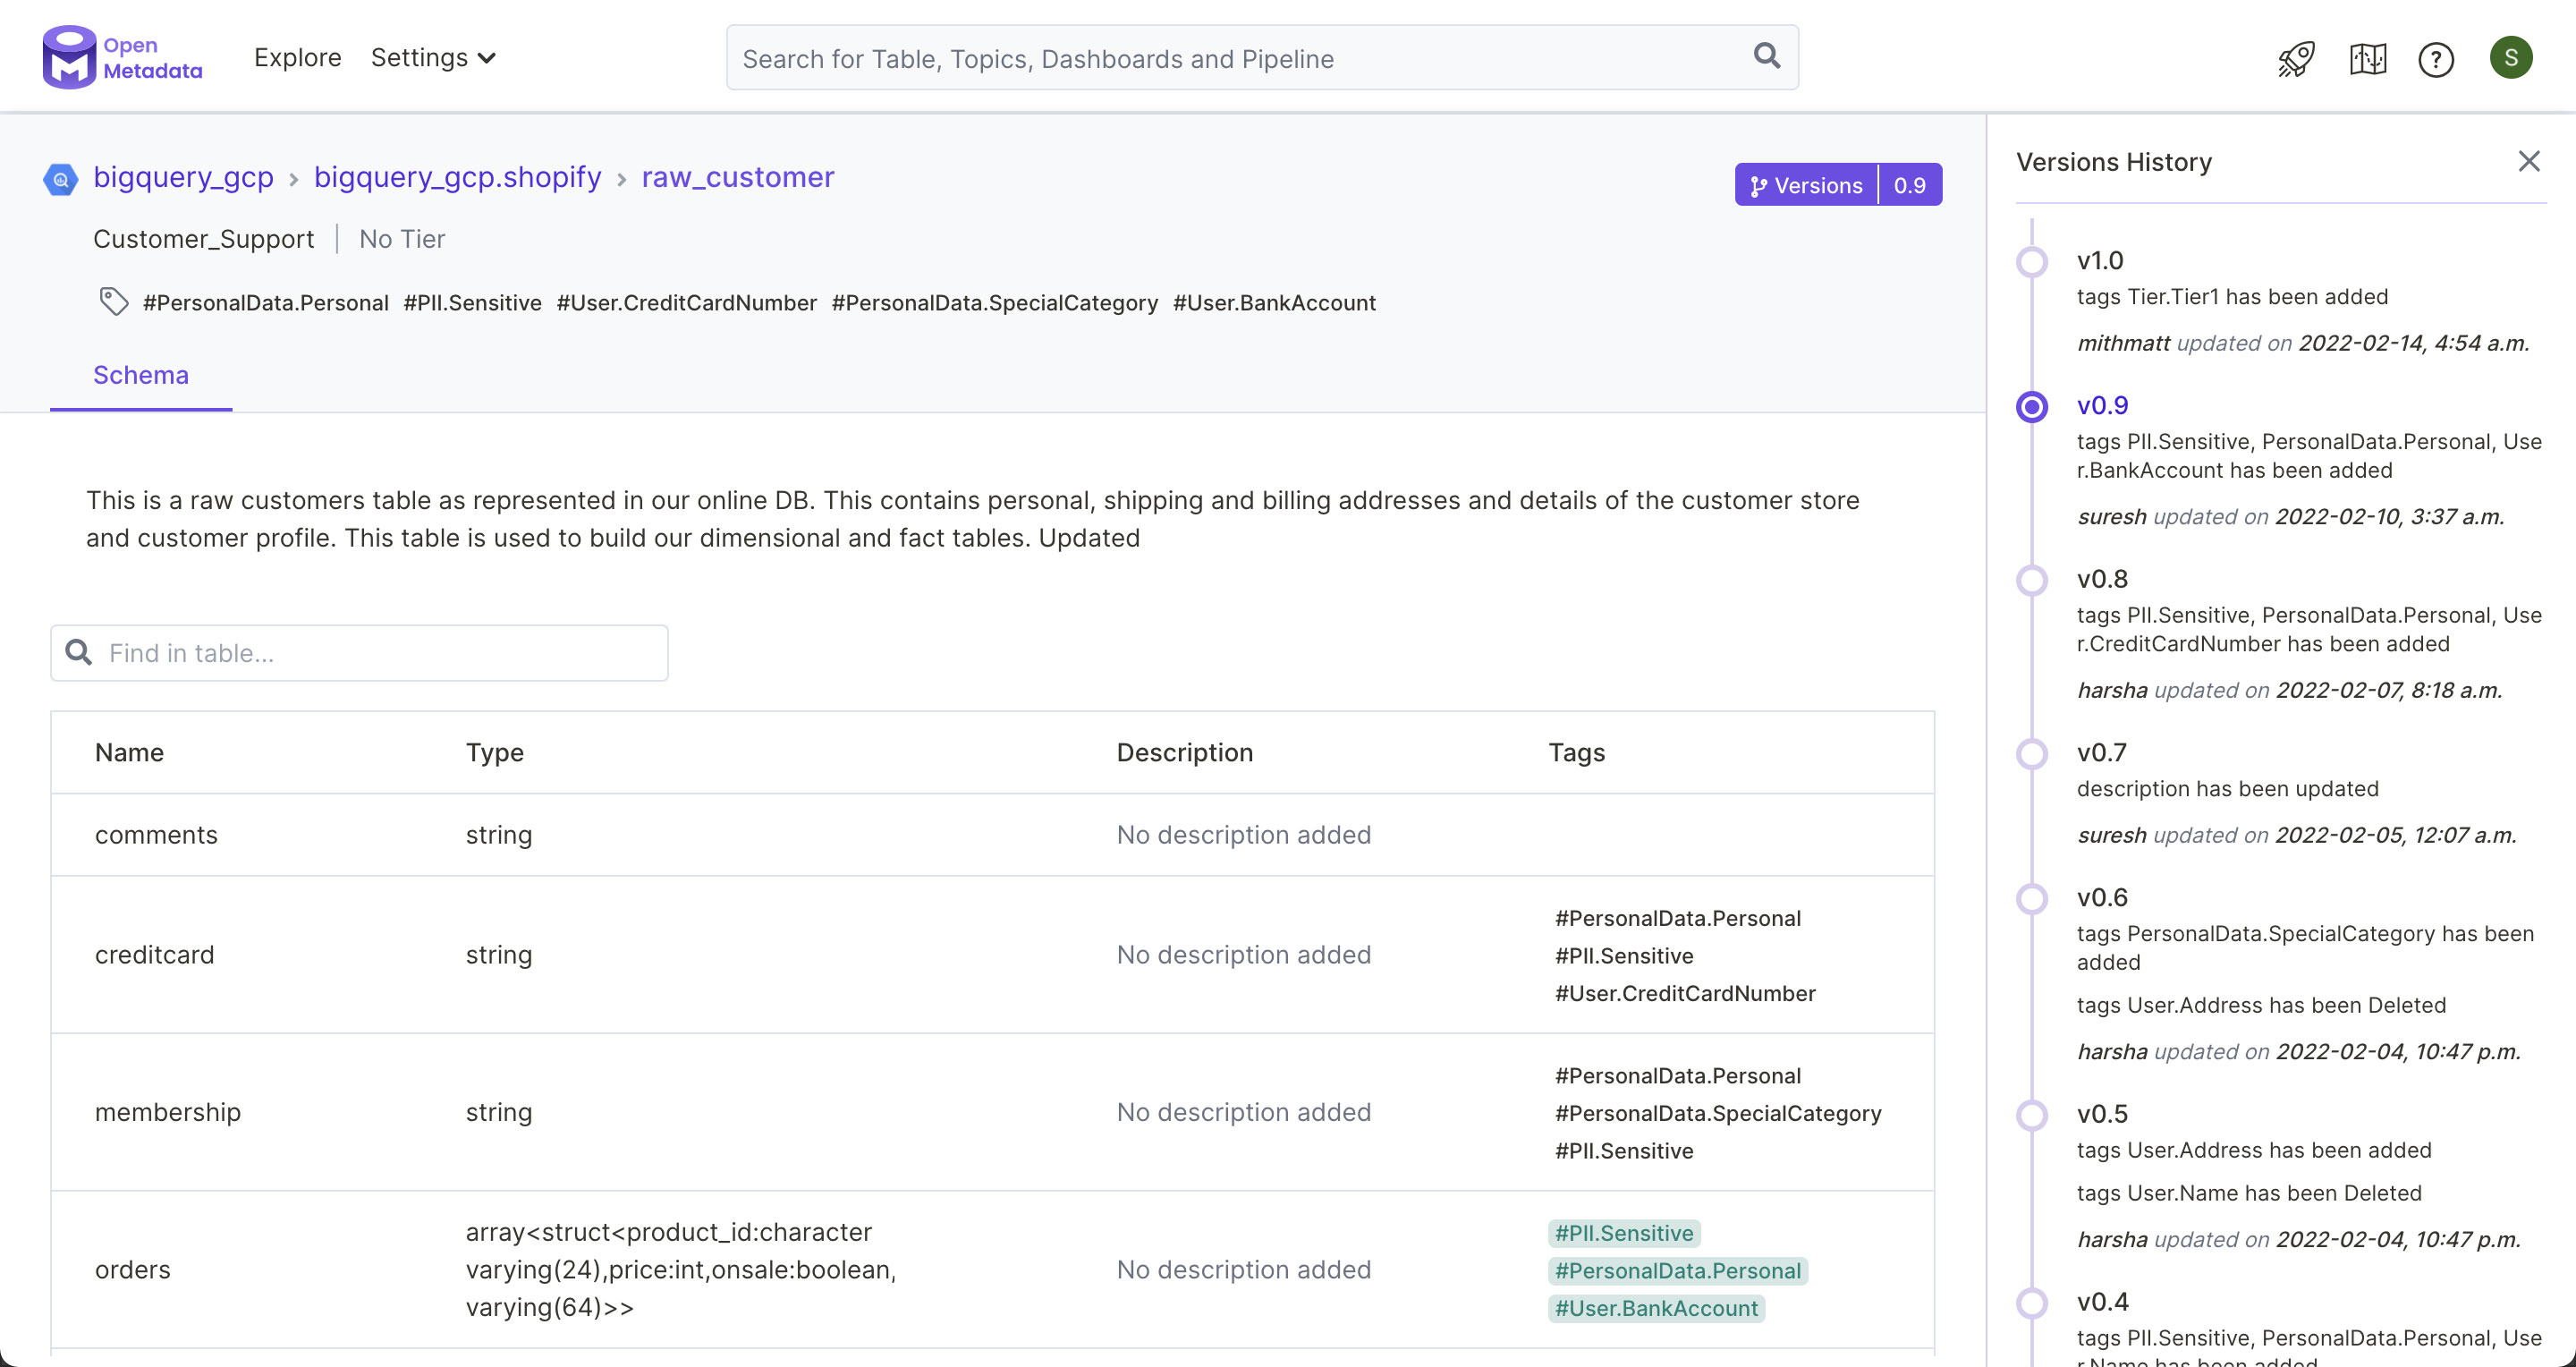 Open
Metadata
Explore
Settings
Search for Table, Topics, Dashboards and Pipeline
?
S
bigquery_gcp > bigquery_gcp.shopify > raw_customer
Versions 0.9
Customer_Support | No Tier
#PersonalData.Personal #PII.Sensitive #User.CreditCardNumber #PersonalData.SpecialCategory #User.BankAccount
Schema
This is a raw customers table as represented in our online DB. This contains personal, shipping and billing addresses and details of the customer store
and customer profile. This table is used to build our dimensional and fact tables. Updated
Find in table...
Name Type Description Tags
comments string No description added
creditcard string No description added
#PersonalData.Personal
#PII.Sensitive
#User.CreditCardNumber
membership string No description added
#PersonalData.Personal
#PersonalData.SpecialCategory
#PII.Sensitive
orders
array<struct<product_id:character
varying(24),price:int,onsale:boolean,
varying(64)>>
No description added
#PII.Sensitive
#PersonalData.Personal
#User.BankAccount
Versions History
v1.0
tags Tier.Tier1 has been added
mithmatt updated on 2022-02-14, 4:54 a.m.
v0.9
tags PII.Sensitive, PersonalData.Personal, Use
r.BankAccount has been added
suresh updated on 2022-02-10, 3:37 a.m.
v0.8
tags PII.Sensitive, PersonalData.Personal, Use
r.CreditCardNumber has been added
harsha updated on 2022-02-07, 8:18 a.m.
v0.7
description has been updated
suresh updated on 2022-02-05, 12:07 a.m.
v0.6
tags PersonalData.SpecialCategory has been
added
tags User.Address has been Deleted
harsha updated on 2022-02-04, 10:47 p.m.
v0.5
tags User.Address has been added
tags User.Name has been Deleted
harsha updated on 2022-02-04, 10:47 p.m.
v0.4
tags PII.Sensitive, PersonalData.Personal, Use
r.Name has been added